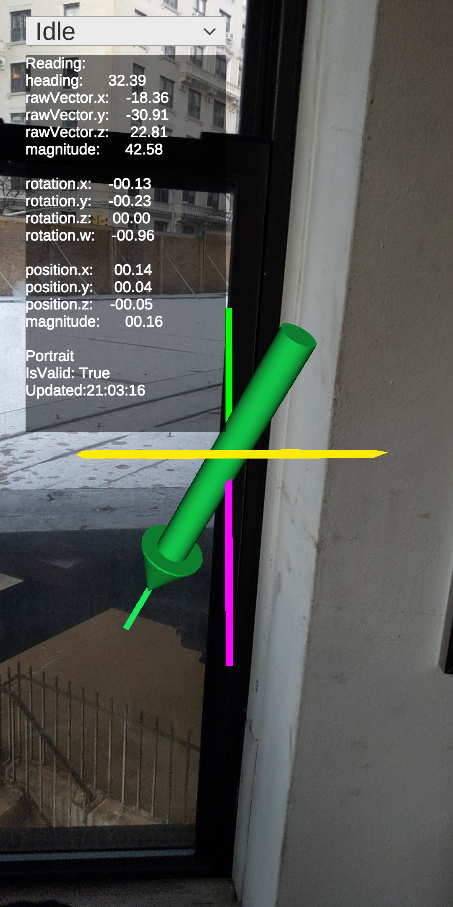 Idle
Reading:
heading: 32.39
rawVector.x: -18.36
rawVector.y: -30.91
rawVector.z: 22.81
magnitude: 42.58
rotation.x: -00.13
rotation.y: -00.23
rotation.z: 00.00
rotation.w: -00.96
position.x: 00.14
position.y: 00.04
position.z: -00.05
magnitude: 00.16
Portrait
IsValid: True
Updated:21:03:16